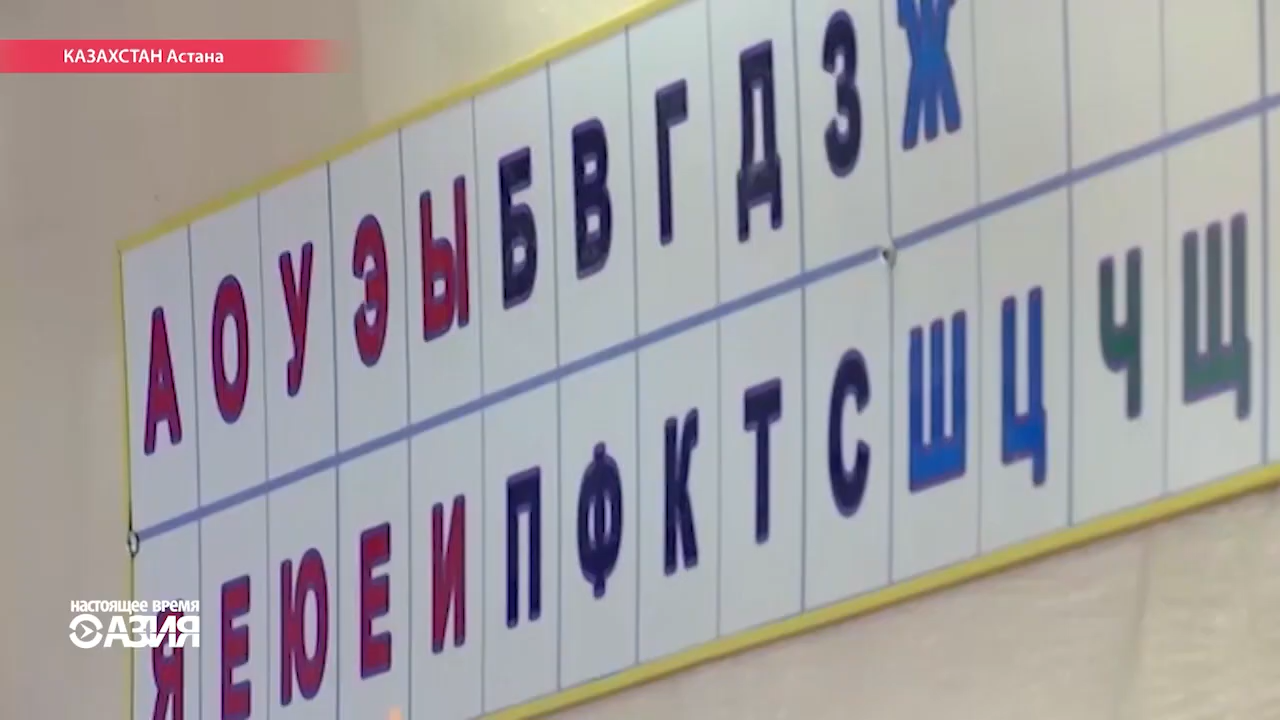 КАЗАХСТАН Астана
А О У Э Ы Б В Г Д З Ж
Я Е Ю Е И П Ф К Т С Ш Ц Ч Щ
НАСТОЯЩЕЕ ВРЕМЯ
АЗИЯ